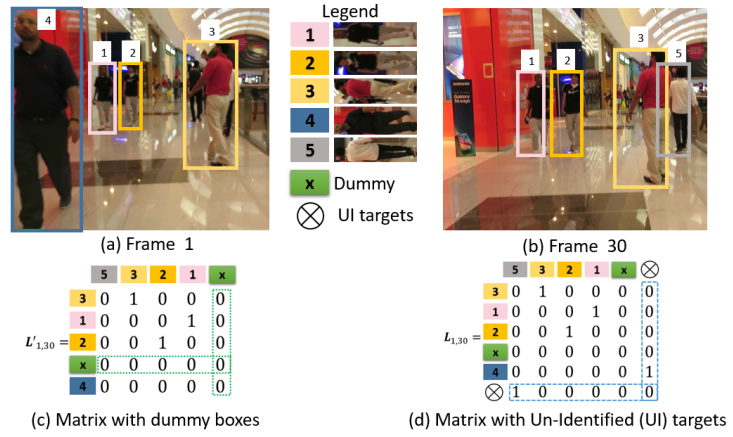 Legend
4
1
2
3
1
2
3
4
5
x Dummy
UI targets
1
2
3
5
SAMSUNG
Galaxy
(a) Frame 1
(b) Frame 30
5 3 2 1 x
3 0 1 0 0 0
1 0 0 0 1 0
2 0 0 1 0 0
x 0 0 0 0 0
4 0 0 0 0 0
L'1,30 =
5 3 2 1 x ⊗
3 0 1 0 0 0 0
1 0 0 0 1 0 0
2 0 0 1 0 0 0
x 0 0 0 0 0 0
4 0 0 0 0 0 1
⊗ 1 0 0 0 0 0
L1,30 =
(c) Matrix with dummy boxes
(d) Matrix with Un-Identified (UI) targets